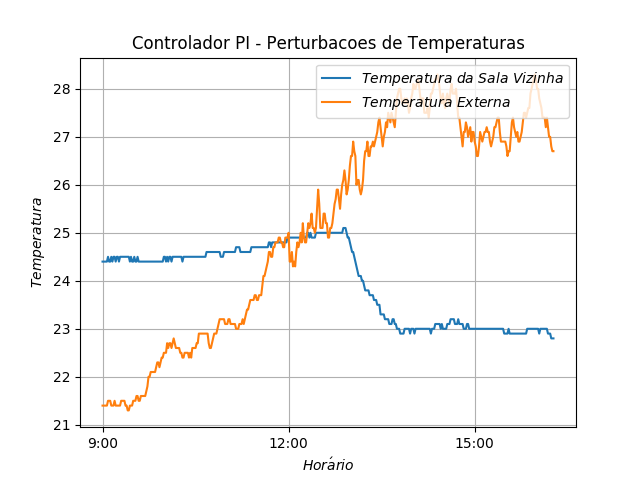 Controlador PI - Perturbacoes de Temperaturas
Temperatura da Sala Vizinha
Temperatura Externa
28
27
26
25
24
23
22
21
Temperatura
9:00
12:00
15:00
Horário